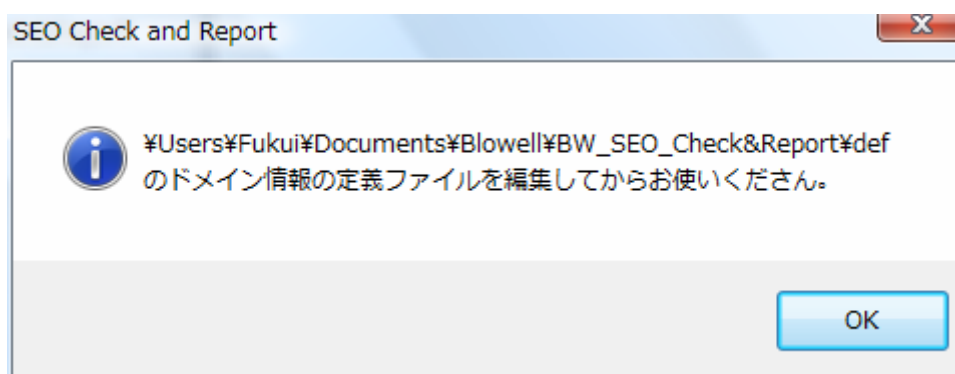 SEO Check and Report
¥Users¥Fukui¥Documents¥Blowell¥BW_SEO_Check&Report¥def
のドメイン情報の定義ファイルを編集してからお使いくださん。
OK